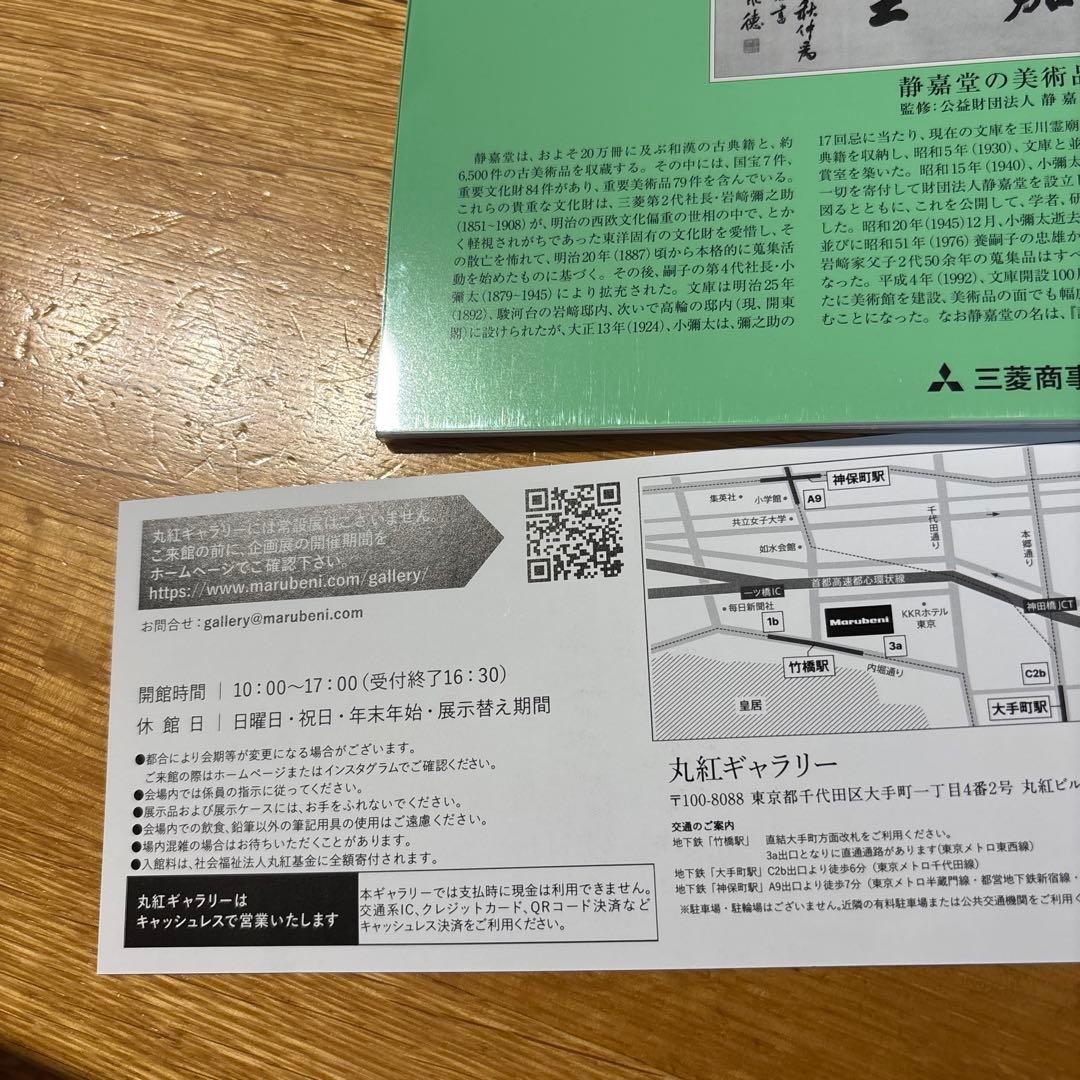 秋仲為
徳
静嘉堂の美術品
監修:公益財団法人 静嘉
静嘉堂は、およそ20万冊に及ぶ和漢の古典籍と、約
6,500件の古美術品を収蔵する。その中には、国宝7件、
重要文化財84件があり、重要美術品79件を含んでいる。
これらの貴重な文化財は、三菱第2代社長・岩﨑彌之助
(1851~1908)が、明治の西欧文化偏重の世相の中で、とか
く軽視されがちであった東洋固有の文化財を愛惜し、そ
の散亡を怖れて、明治20年(1887)頃から本格的に蒐集活
動を始めたものに基づく。その後、嗣子の第4代社長・小
彌太(1879~1945)により拡充された。文庫は明治25年
(1892)、駿河台の岩﨑邸内、次いで高輪の邸内(現、開東
閣)に設けられたが、大正13年(1924)、小彌太は、彌之助の
17回忌に当たり、現在の文庫を玉川霊廟
典籍を収納し、昭和5年(1930)、文庫と並
賞室を築いた。昭和15年(1940)、小彌太
一切を寄付して財団法人静嘉堂を設立し
図るとともに、これを公開して、学者、研
した。昭和20年(1945)12月、小彌太逝去
並びに昭和51年(1976)養嗣子の忠雄か
岩﨑家父子2代50余年の蒐集品はすべ
なった。平成4年(1992)、文庫開設100周
たに美術館を建設、美術品の面でも幅広
むことになった。なお静嘉堂の名は、『
三菱商事
丸紅ギャラリーには常設展はございません。
ご来館の前に、企画展の開催期間を
ホームページでご確認下さい
https://www.marubeni.com/gallery/
お問合せ:gallery@marubeni.com
開館時間 | 10:00~17:00(受付終了16:30)
休館日 | 日曜日・祝日・年末年始・展示替え期間
●都合により会期等が変更になる場合がございます。
ご来館の際はホームページまたはインスタグラムでご確認ください。
●会場内では係員の指示に従ってください。
●展示品および展示ケースには、お手をふれないでください。
●会場内での飲食、鉛筆以外の筆記用具の使用はご遠慮ください。
●場内混雑の場合はお待ちいただくことがあります。
●入館料は、社会福祉法人丸紅基金に全額寄付されます。
丸紅ギャラリーは
キャッシュレスで営業いたします
本ギャラリーでは支払時に現金は利用できません。
交通系IC、クレジットカード、QRコード決済など
キャッシュレス決済をご利用ください。
神保町駅
集英社
小学館
A9
共立女子大学
如水会館
千代田通り
本郷通り
首都高速都心環状線
一ツ橋IC
神田橋JCT
毎日新聞社
1b
Marubeni
KKRホテル
東京
3a
竹橋駅
内堀通り
C2b
皇居
大手町駅
丸紅ギャラリー
〒100-8088 東京都千代田区大手町一丁目4番2号 丸紅ビル
交通のご案内
地下鉄「竹橋駅」 直結大手町方面改札をご利用ください。
3a出口となりに直通通路があります(東京メトロ東西線)
地下鉄「大手町駅」C2b出口より徒歩6分(東京メトロ千代田線)
地下鉄「神保町駅」A9出口より徒歩7分(東京メトロ半蔵門線・都営地下鉄新宿線・
※駐車場・駐輪場はございません。近隣の有料駐車場または公共交通機関をご利用く